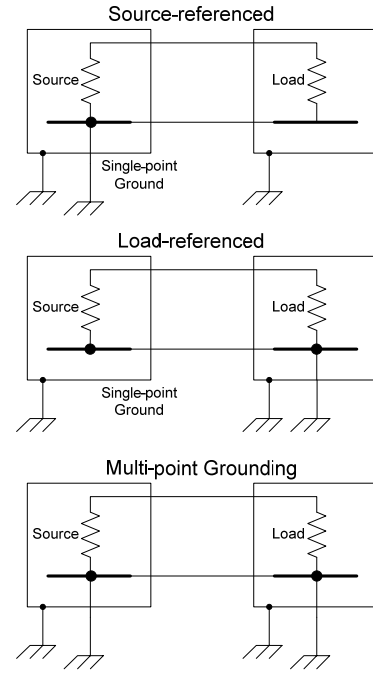 Source-referenced
Source
Load
Single-point
Ground
Load-referenced
Source
Load
Single-point
Ground
Multi-point Grounding
Source
Load